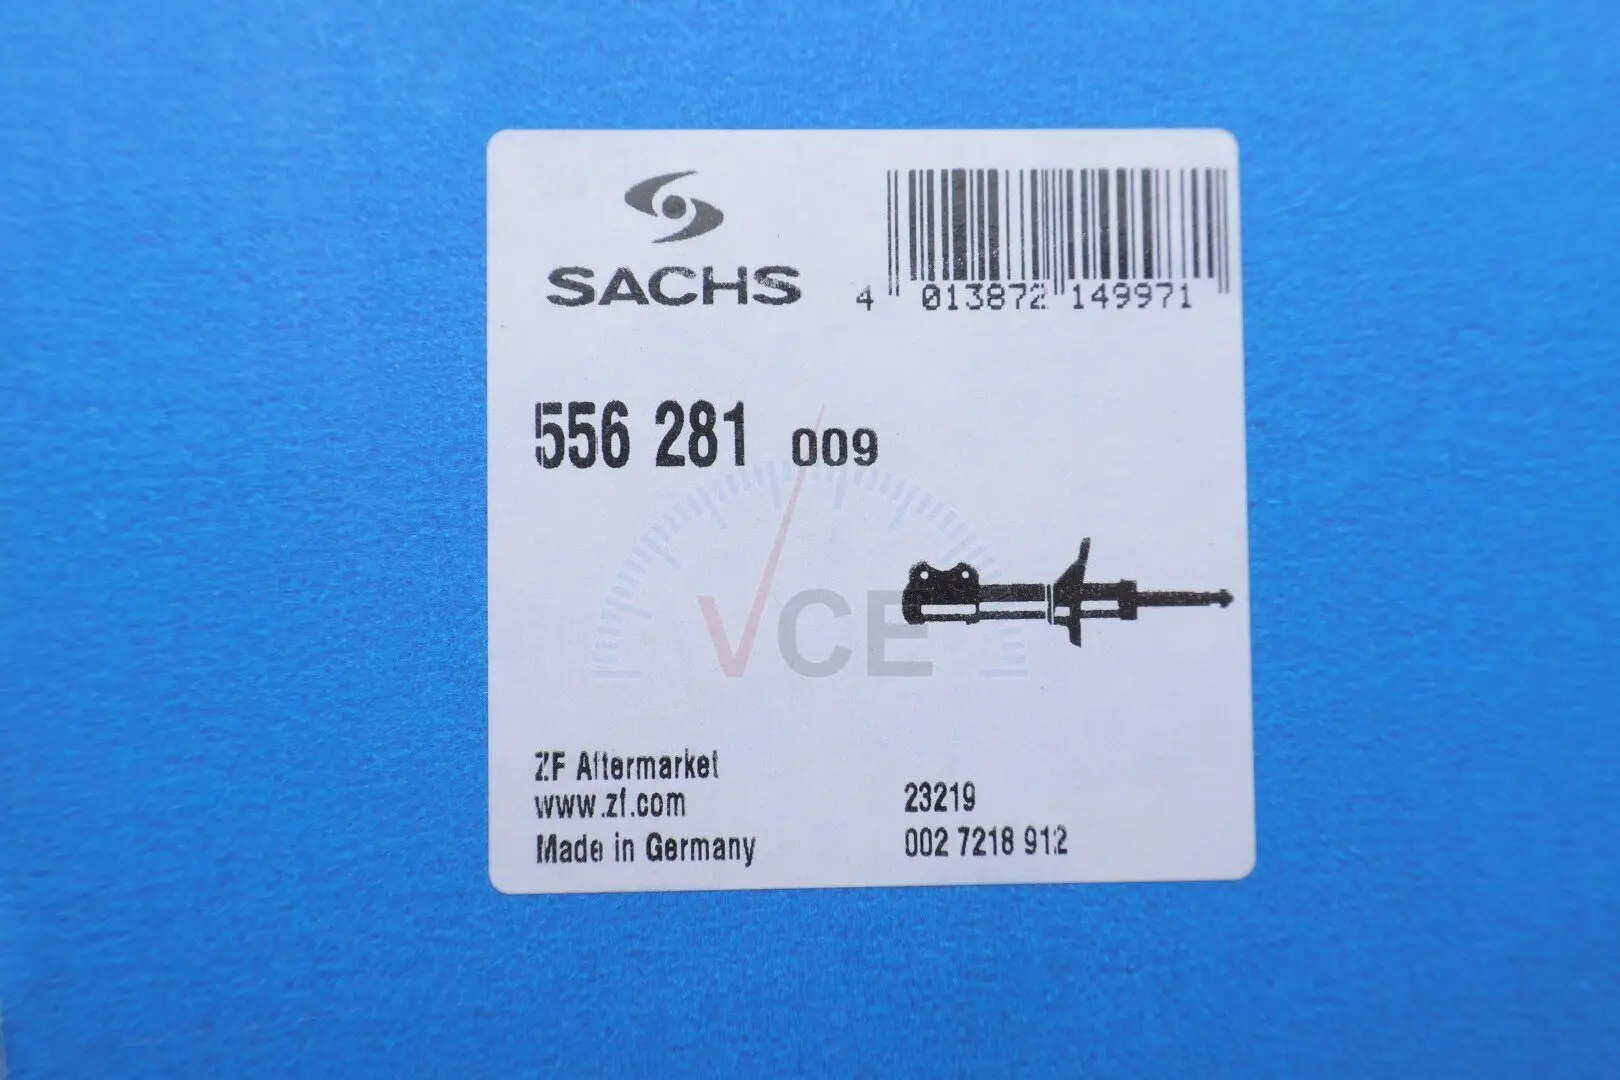 SACHS
4 013872 149971
556 281 009
VCE
ZF Aftermarket
www.zf.com
Made in Germany
23219
002 7218 912